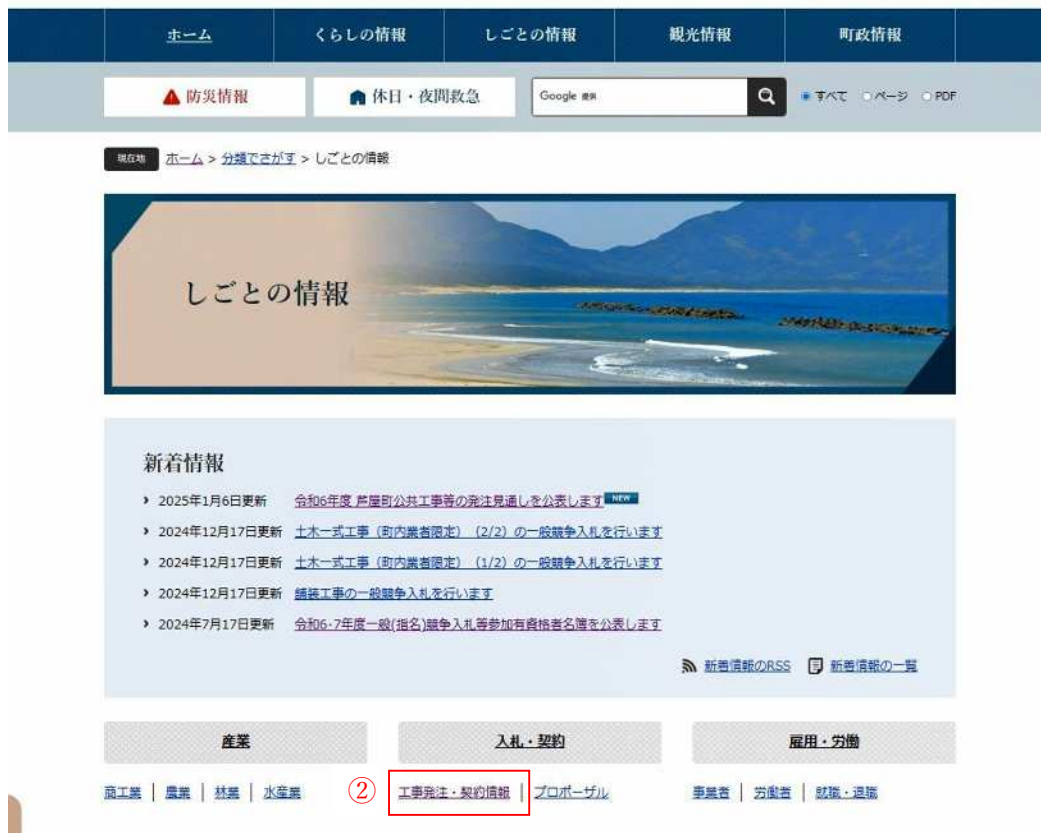 ホーム くらしの情報 しごとの情報 観光情報 町政情報
防災情報 休日・夜間救急 Google 提供 すべて ページ PDF
現在地 ホーム > 分類でさがす > しごとの情報
しごとの情報
新着情報
2025年1月6日更新 令和6年度 芦屋町公共工事等の発注見通しを公表します NEW
2024年12月17日更新 土木一式工事（町内業者限定）（2/2）の一般競争入札を行います
2024年12月17日更新 土木一式工事（町内業者限定）（1/2）の一般競争入札を行います
2024年12月17日更新 舗装工事の一般競争入札を行います
2024年7月17日更新 令和6・7年度一般(指名)競争入札等参加有資格者名簿を公表します
新着情報のRSS 新着情報の一覧
産業 入札・契約 雇用・労働
商工業 | 農業 | 林業 | 水産業 ② 工事発注・契約情報 | プロポーザル 事業者 | 労働者 | 就職・退職